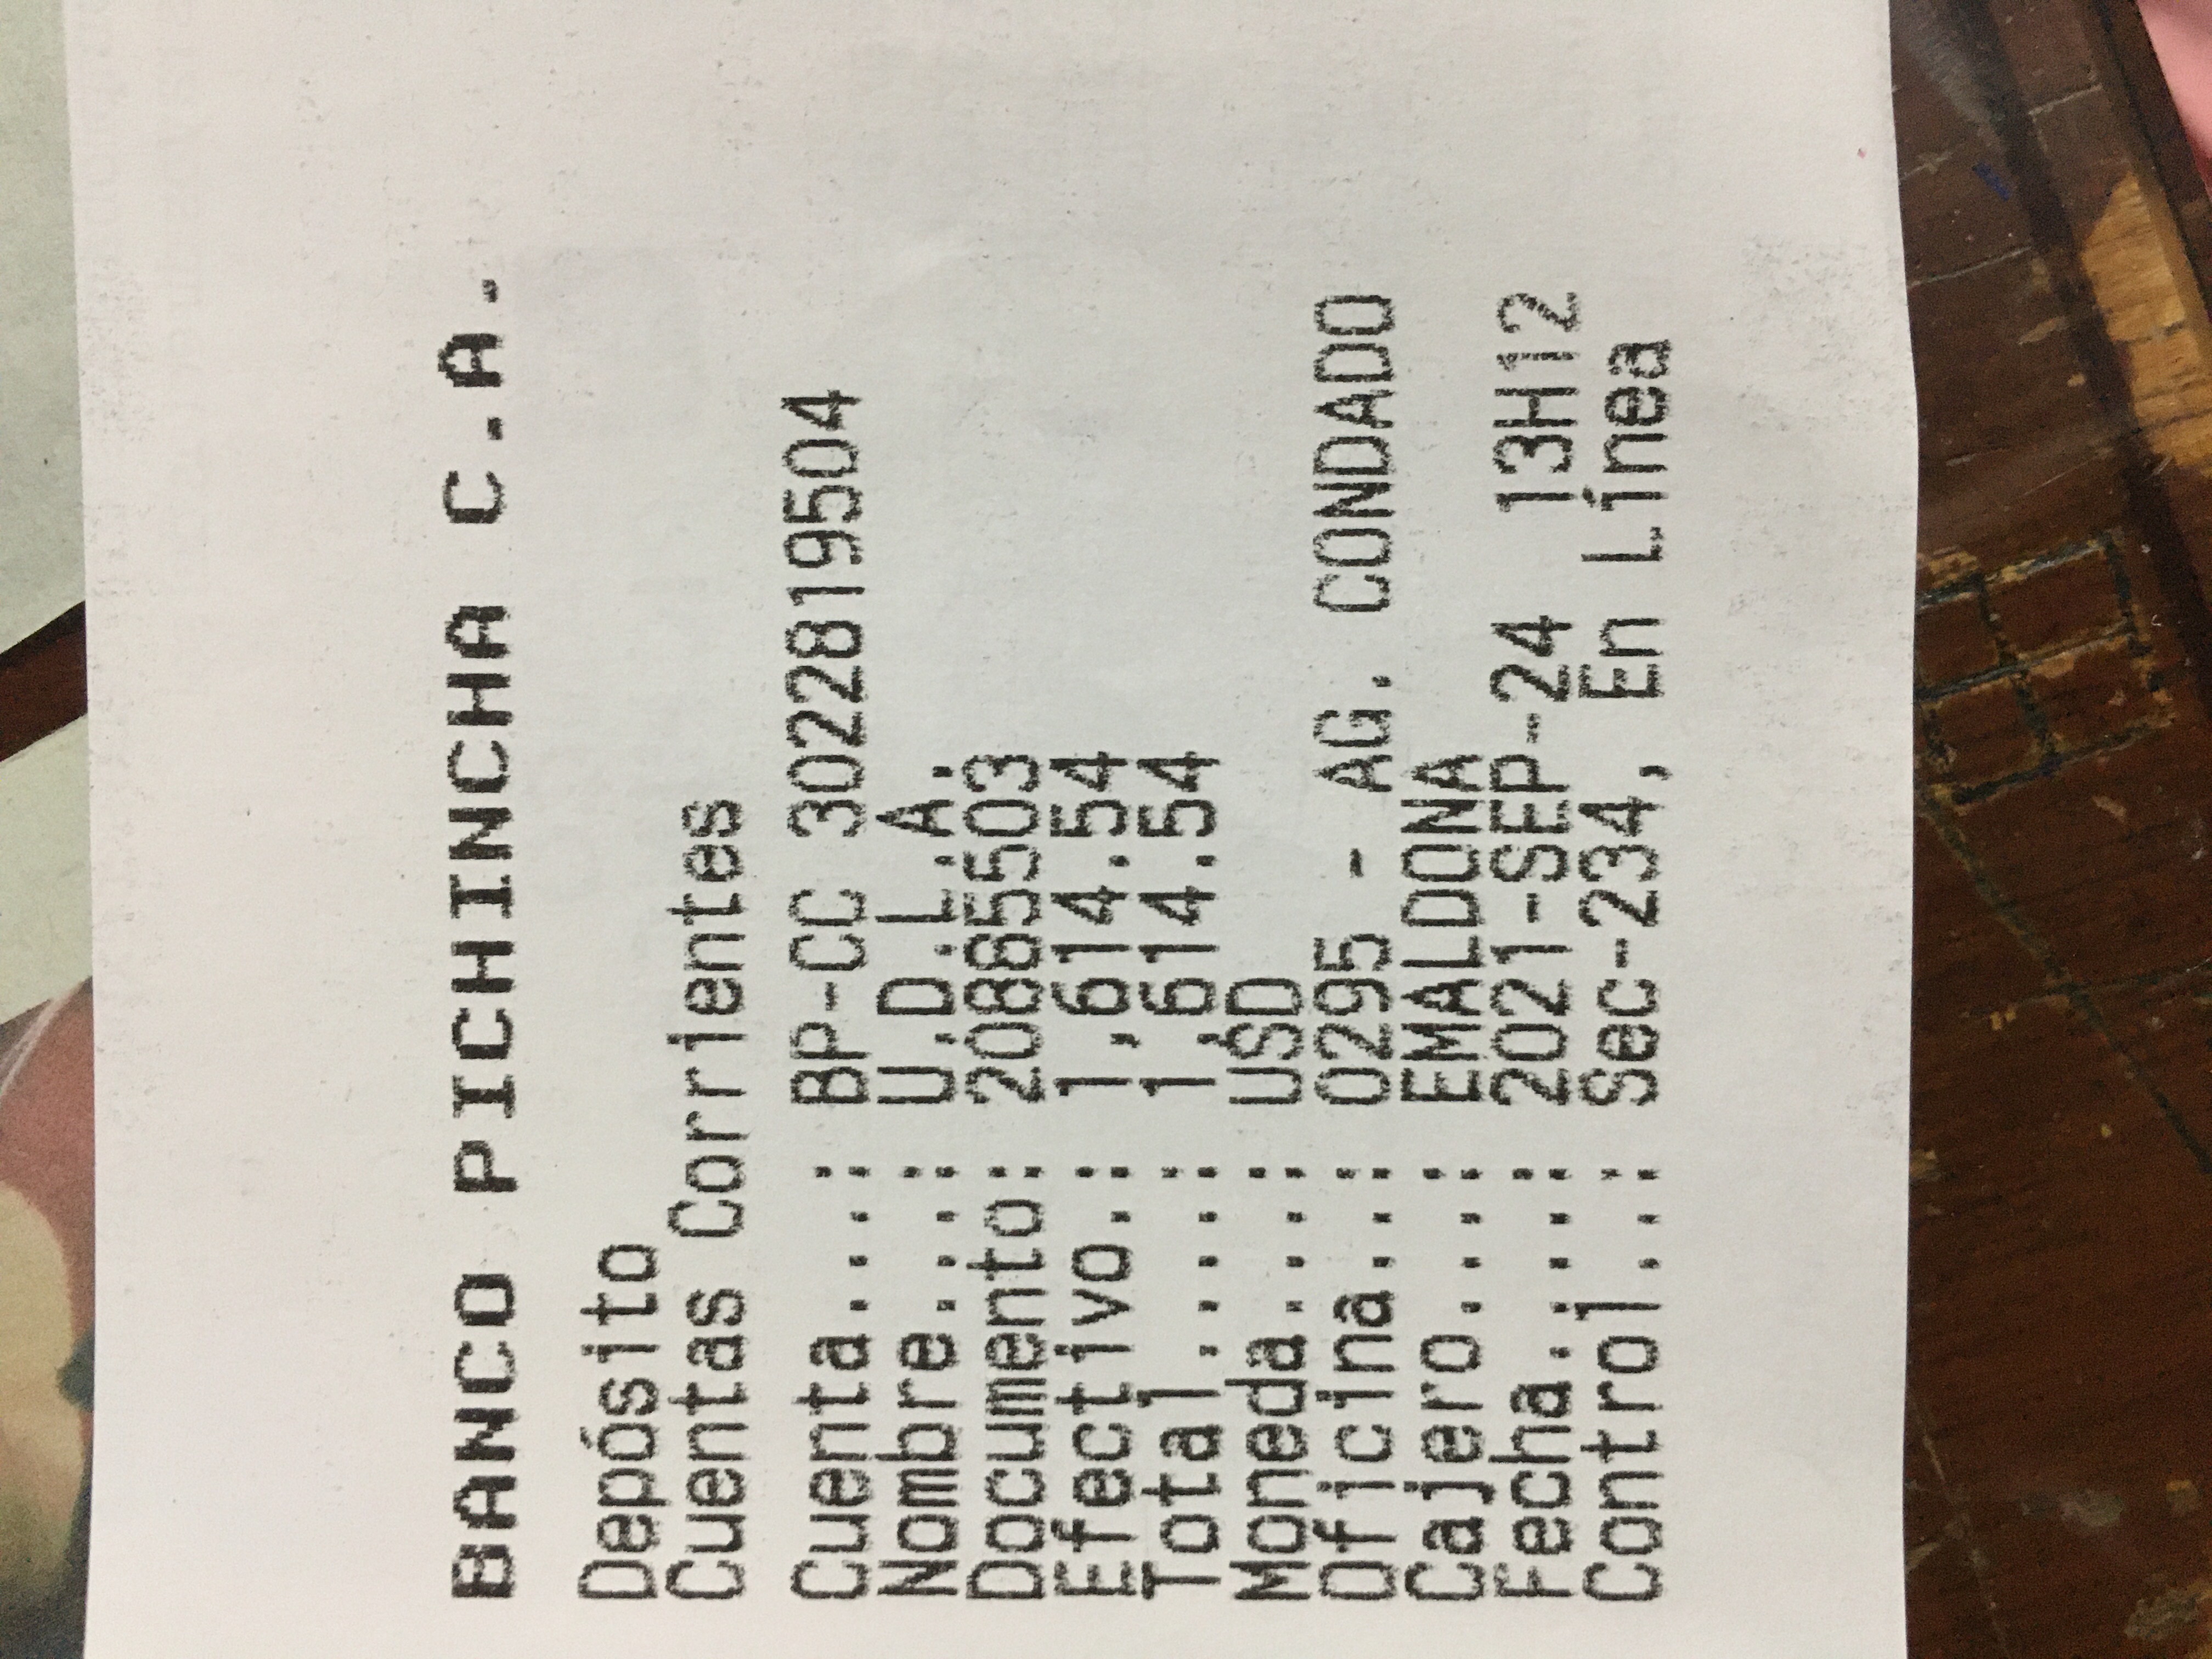 BANCO PICHINCHA C.A.
Depósito
Cuentas Corrientes
Cuenta....: BP-CC 3022819504
Nombre....: U.D.L.A.
Documento: 2088855503
Efectivo.: 1,614.54
Total.....: 1,614.54
Moneda....: USD
Oficina...: 0295 - AG. CONDADO
Cajero....: EMALDONA
Fecha.....: 2021-SEP-24 13H12
Control...: Sec-234, En Línea